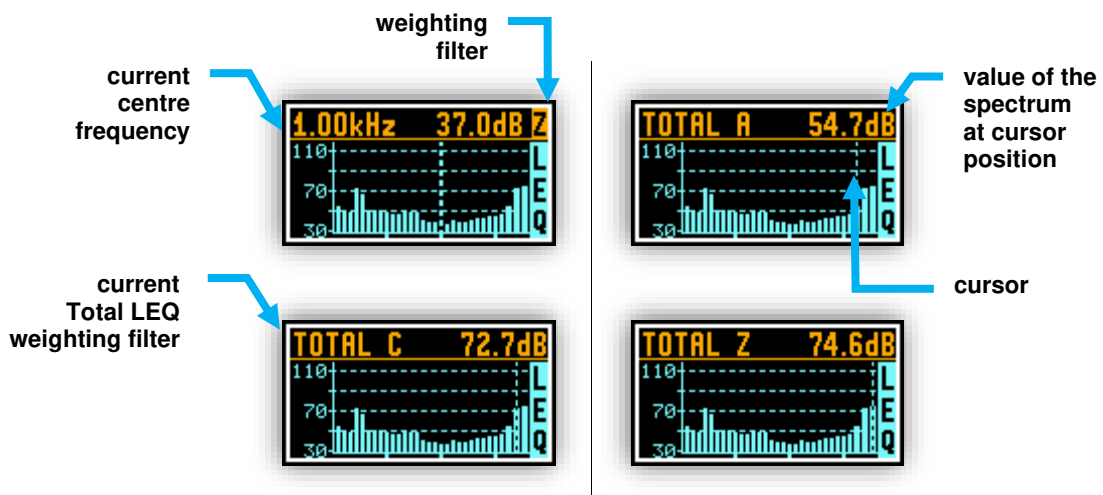 weighting
filter
current
centre
frequency
1.00kHz 37.0dB Z
110
70
30
L
E
Q
TOTAL A 54.7dB
110
70
30
L
E
Q
value of the
spectrum
at cursor
position
cursor
current
Total LEQ
weighting filter
TOTAL C 72.7dB
110
70
30
L
E
Q
TOTAL Z 74.6dB
110
70
30
L
E
Q